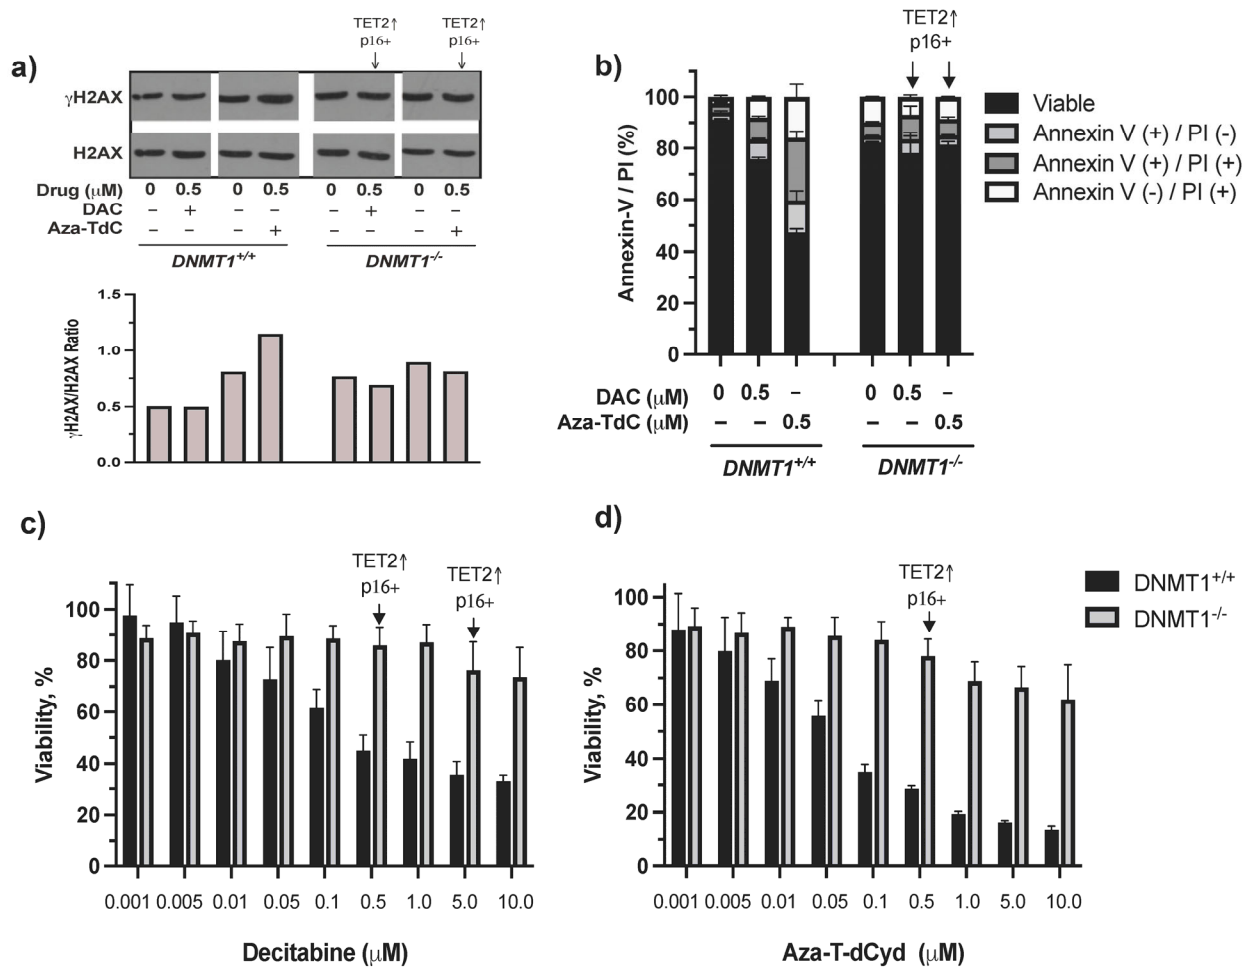 a)
TET2↑ TET2↑
p16+ p16+
γH2AX
H2AX
Drug (μM) 0 0.5 0 0.5 0 0.5 0 0.5
DAC – + – – – + – –
Aza-TdC – – – + – – – +
DNMT1+/+ DNMT1-/-
1.5
1.0
0.5
0.0
γH2AX/H2AX Ratio
b)
TET2↑
p16+
100
80
60
40
20
0
Annexin-V / PI (%)
Viable
Annexin V (+) / PI (-)
Annexin V (+) / PI (+)
Annexin V (-) / PI (+)
DAC (μM) 0 0.5 – 0 0.5 –
Aza-TdC (μM) – – 0.5 – – 0.5
DNMT1+/+ DNMT1-/-
c)
TET2↑ TET2↑
p16+ p16+
100
80
60
40
20
0
Viability, %
0.001 0.005 0.01 0.05 0.1 0.5 1.0 5.0 10.0
Decitabine (μM)
d)
TET2↑
p16+
100
80
60
40
20
0
Viability, %
0.001 0.005 0.01 0.05 0.1 0.5 1.0 5.0 10.0
Aza-T-dCyd (μM)
DNMT1+/+
DNMT1-/-